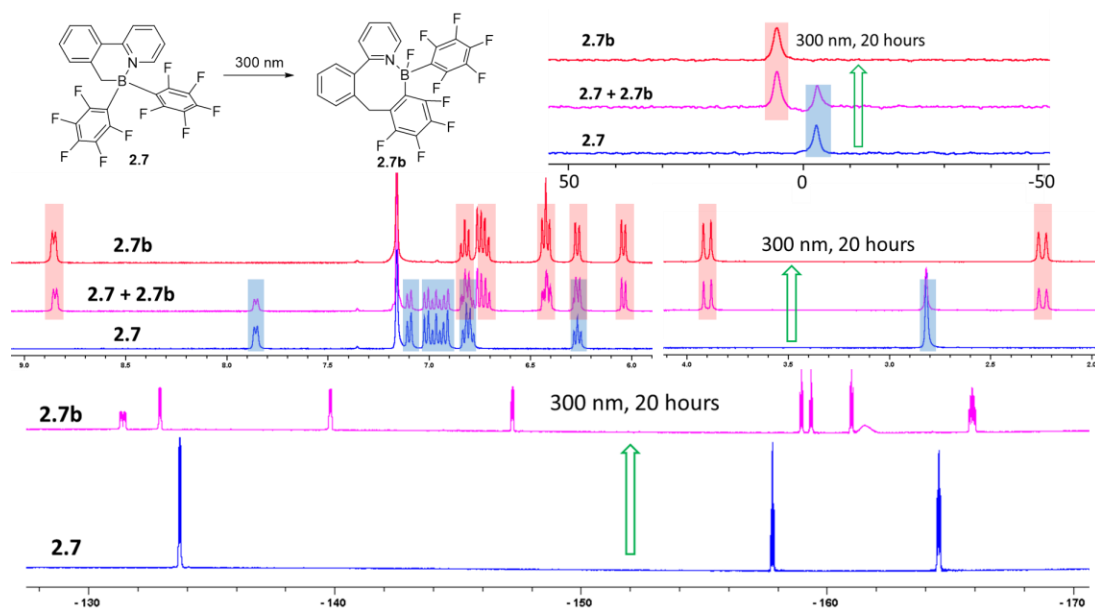 F
F F
F F
N 300 nm N F F
B F B F
F F F
F F F F
F F F F
F F F F
F 2.7 F F
2.7b
2.7b 300 nm, 20 hours
2.7 + 2.7b
2.7
50 0 -50
2.7b 300 nm, 20 hours
2.7 + 2.7b
2.7
9.0 8.5 8.0 7.5 7.0 6.5 6.0 4.0 3.5 3.0 2.5 2.0
2.7b 300 nm, 20 hours
2.7
-130 -140 -150 -160 -170